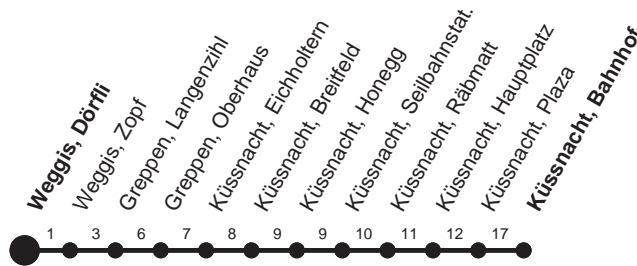 Weggis, Dörfli
Weggis, Zopf
Greppen, Langenzihl
Greppen, Oberhaus
Küssnacht, Eichholtern
Küssnacht, Breitfeld
Küssnacht, Honegg
Küssnacht, Seilbahnstat.
Küssnacht, Räbmatt
Küssnacht, Hauptplatz
Küssnacht, Plaza
Küssnacht, Bahnhof
1 3 6 7 8 9 9 10 11 12 17